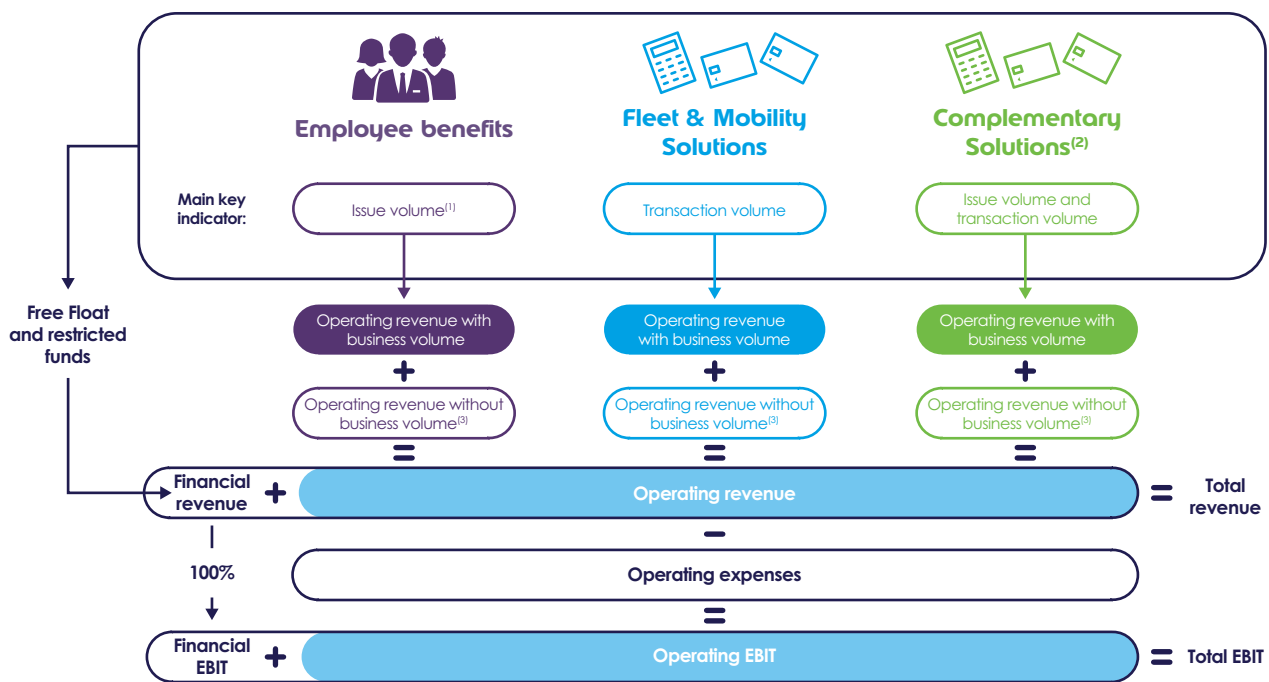 Employee benefits
Fleet & Mobility
Solutions
Complementary
Solutions(2)
Main key
indicator:
Issue volume(1)
Transaction volume
Issue volume and
transaction volume
Free Float
and restricted
funds
Operating revenue with
business volume
Operating revenue
with business volume
Operating revenue with
business volume
+
+
+
Operating revenue without
business volume(3)
Operating revenue without
business volume(3)
Operating revenue without
business volume(3)
=
=
=
Financial
revenue
+
Operating revenue
=
Total
revenue
–
100%
Operating expenses
=
Financial
EBIT
+
Operating EBIT
=
Total EBIT